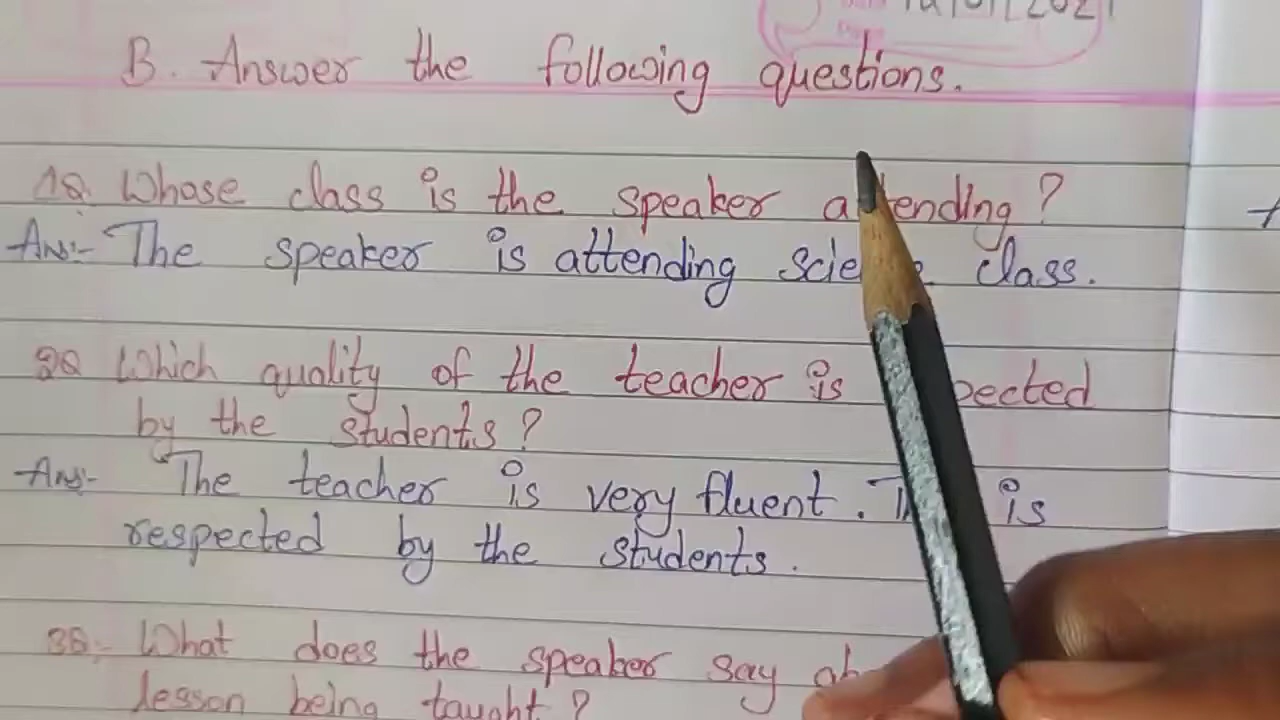 B. Answer the following questions.
1Q. Whose class is the speaker attending?
Ans:- The speaker is attending science class.
2Q Which quality of the teacher is
by the students?
Ans:- The teacher is very fluent. is
respected by the students.
3Q:- What does the speaker say
lesson being taught?